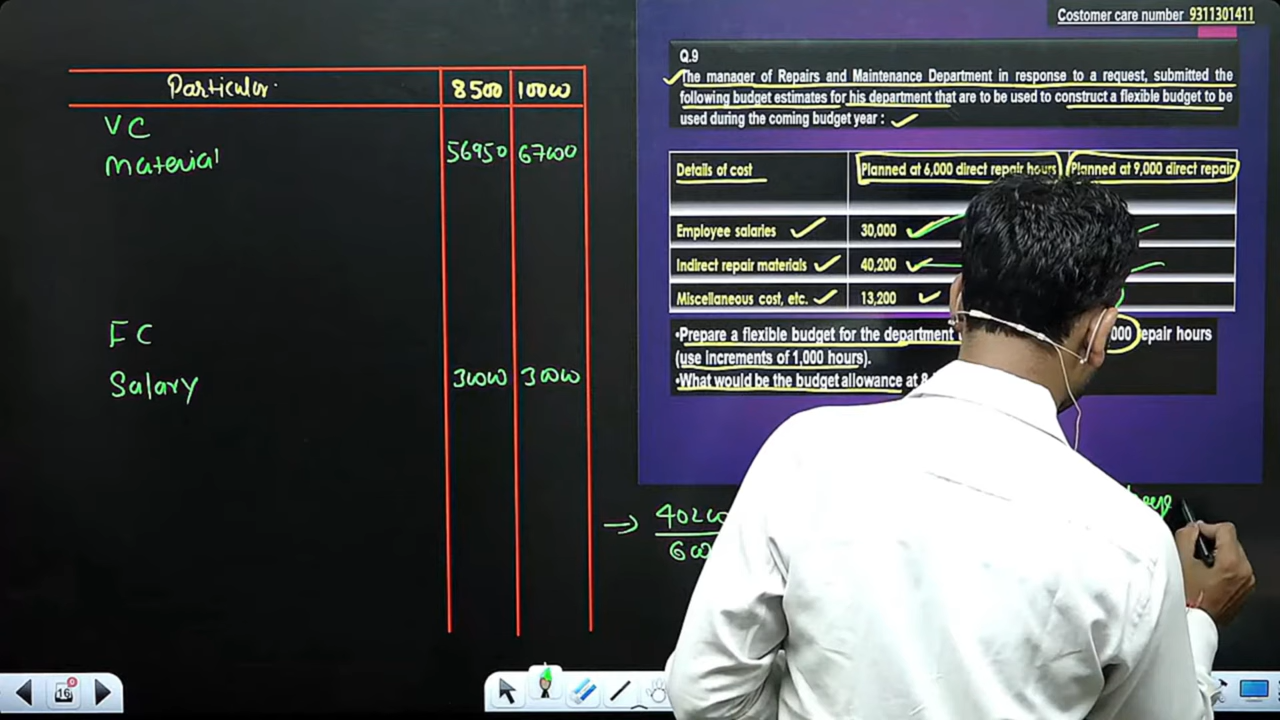 Costomer care number 9311301411
Particular
8500
10000
VC
Material
56950
67000
FC
Salary
30000
30000
Q.9
The manager of Repairs and Maintenance Department in response to a request, submitted the
following budget estimates for his department that are to be used to construct a flexible budget to be
used during the coming budget year :
Details of cost
Planned at 6,000 direct repair hours
Planned at 9,000 direct repair
Employee salaries
30,000
Indirect repair materials
40,200
Miscellaneous cost, etc.
13,200
•Prepare a flexible budget for the department
000 repair hours
(use increments of 1,000 hours).
•What would be the budget allowance at
→ 40200
600
16